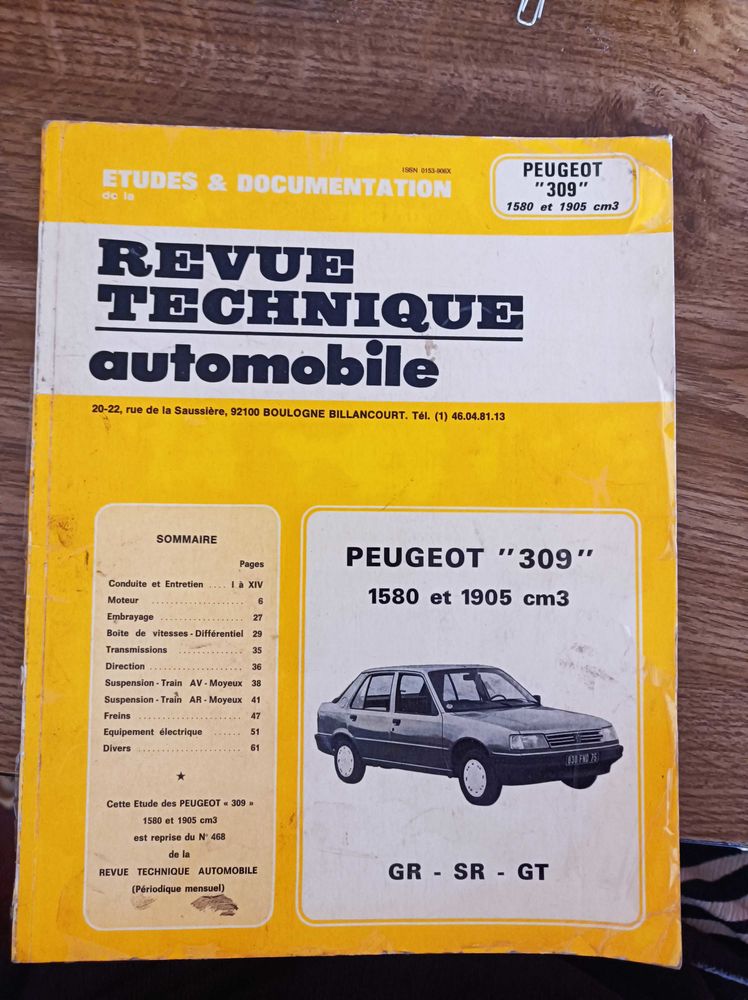 ISSN 0153-906X
ETUDES & DOCUMENTATION
de la
PEUGEOT
"309"
1580 et 1905 cm3
REVUE
TECHNIQUE
automobile
20-22, rue de la Saussière, 92100 BOULOGNE BILLANCOURT. Tél. (1) 46.04.81.13
SOMMAIRE
Pages
Conduite et Entretien .... I à XIV
Moteur .................... 6
Embrayage .................. 27
Boîte de vitesses - Différentiel 29
Transmissions ............... 35
Direction .................... 36
Suspension - Train AV - Moyeux 38
Suspension - Train AR - Moyeux 41
Freins ...................... 47
Equipement électrique ...... 51
Divers ...................... 61
★
Cette Etude des PEUGEOT « 309 »
1580 et 1905 cm3
est reprise du N° 468
de la
REVUE TECHNIQUE AUTOMOBILE
(Périodique mensuel)
PEUGEOT "309"
1580 et 1905 cm3
830 FND 75
GR - SR - GT